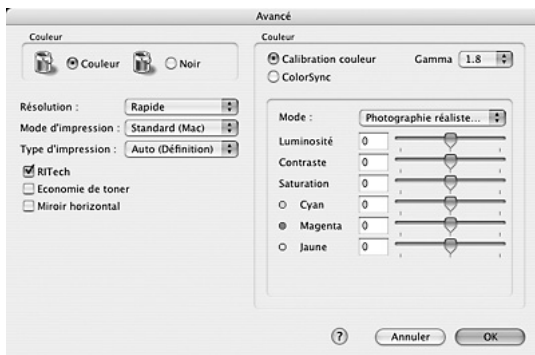 Avancé
Couleur
Couleur
Noir
Résolution :
Rapide
Mode d'impression :
Standard (Mac)
Type d'impression :
Auto (Définition)
RITech
Economie de toner
Miroir horizontal
Couleur
Calibration couleur
Gamma
1.8
ColorSync
Mode :
Photographie réaliste...
Luminosité
0
Contraste
0
Saturation
0
Cyan
0
Magenta
0
Jaune
0
?
Annuler
OK